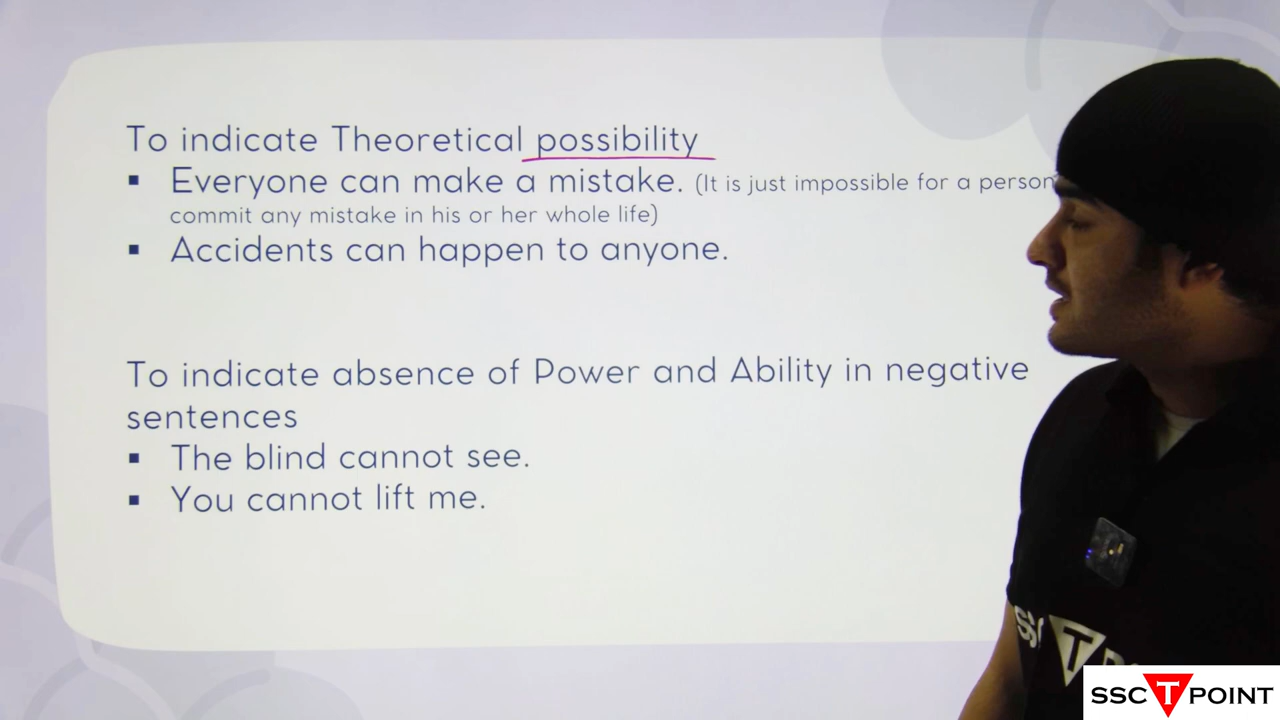 To indicate Theoretical possibility
▪ Everyone can make a mistake. (It is just impossible for a person
commit any mistake in his or her whole life)
▪ Accidents can happen to anyone.
To indicate absence of Power and Ability in negative
sentences
▪ The blind cannot see.
▪ You cannot lift me.
T
SSC T POINT